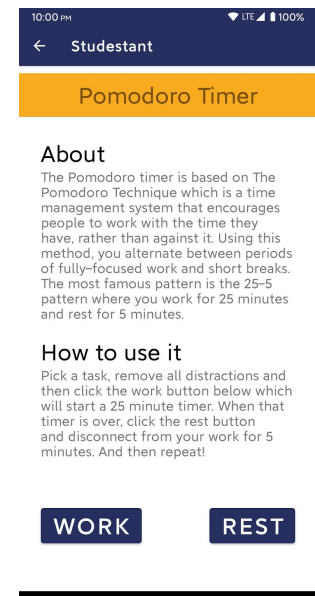 10:00 PM LTE 100%
Studestant
Pomodoro Timer
About
The Pomodoro timer is based on The
Pomodoro Technique which is a time
management system that encourages
people to work with the time they
have, rather than against it. Using this
method, you alternate between periods
of fully-focused work and short breaks.
The most famous pattern is the 25-5
pattern where you work for 25 minutes
and rest for 5 minutes.
How to use it
Pick a task, remove all distractions and
then click the work button below which
will start a 25 minute timer. When that
timer is over, click the rest button
and disconnect from your work for 5
minutes. And then repeat!
WORK REST